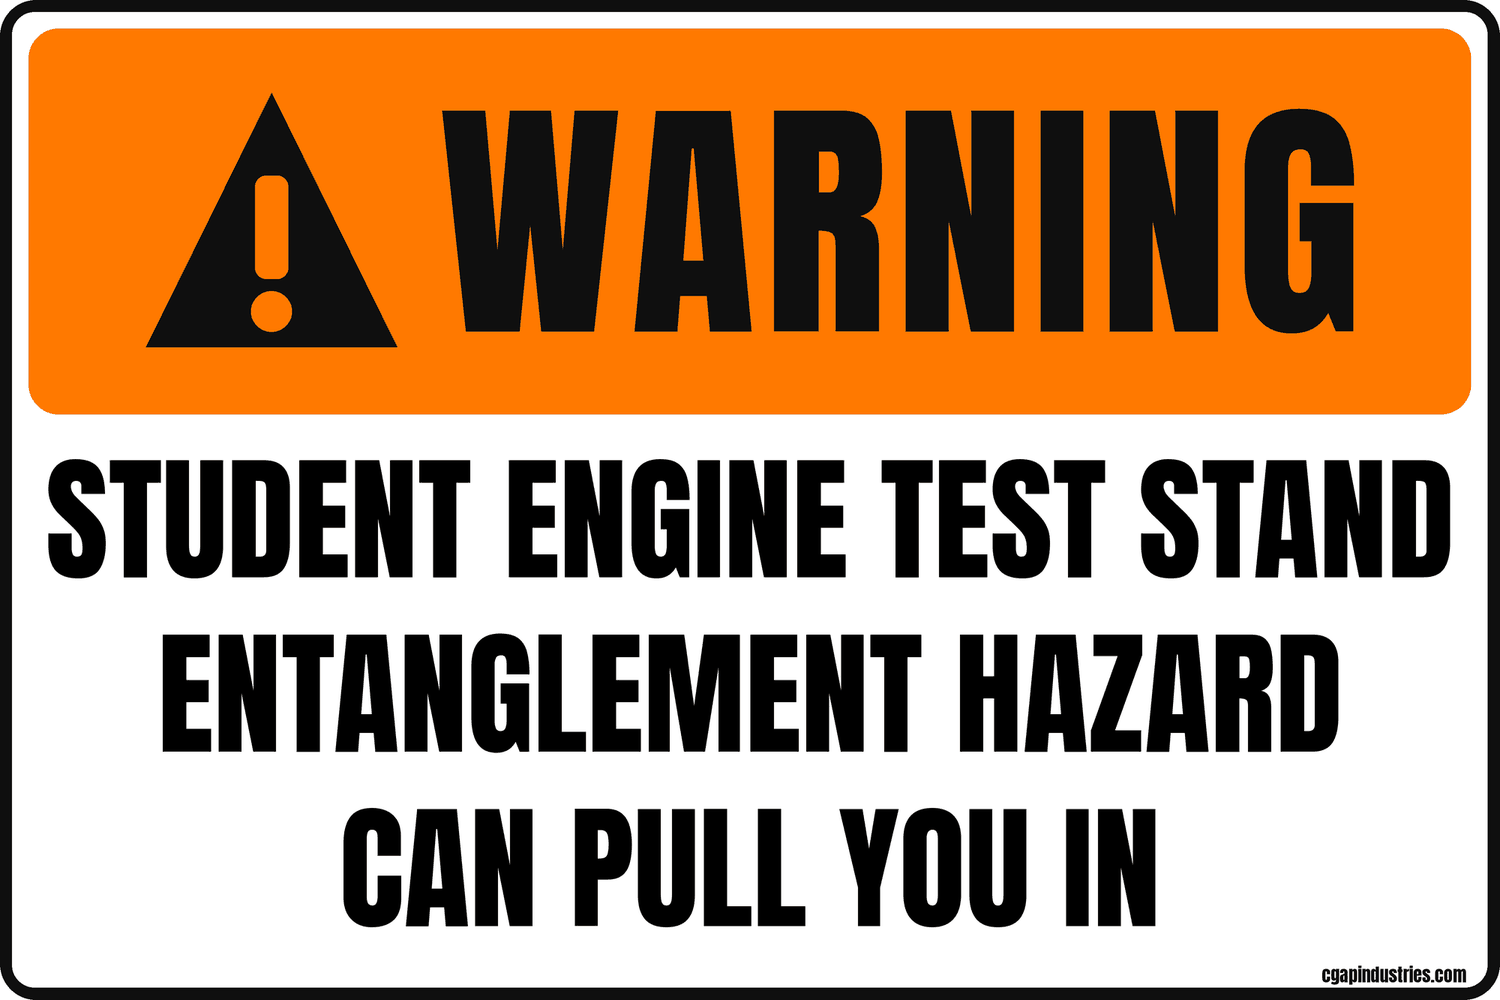 WARNING
STUDENT ENGINE TEST STAND
ENTANGLEMENT HAZARD
CAN PULL YOU IN
cgapindustries.com